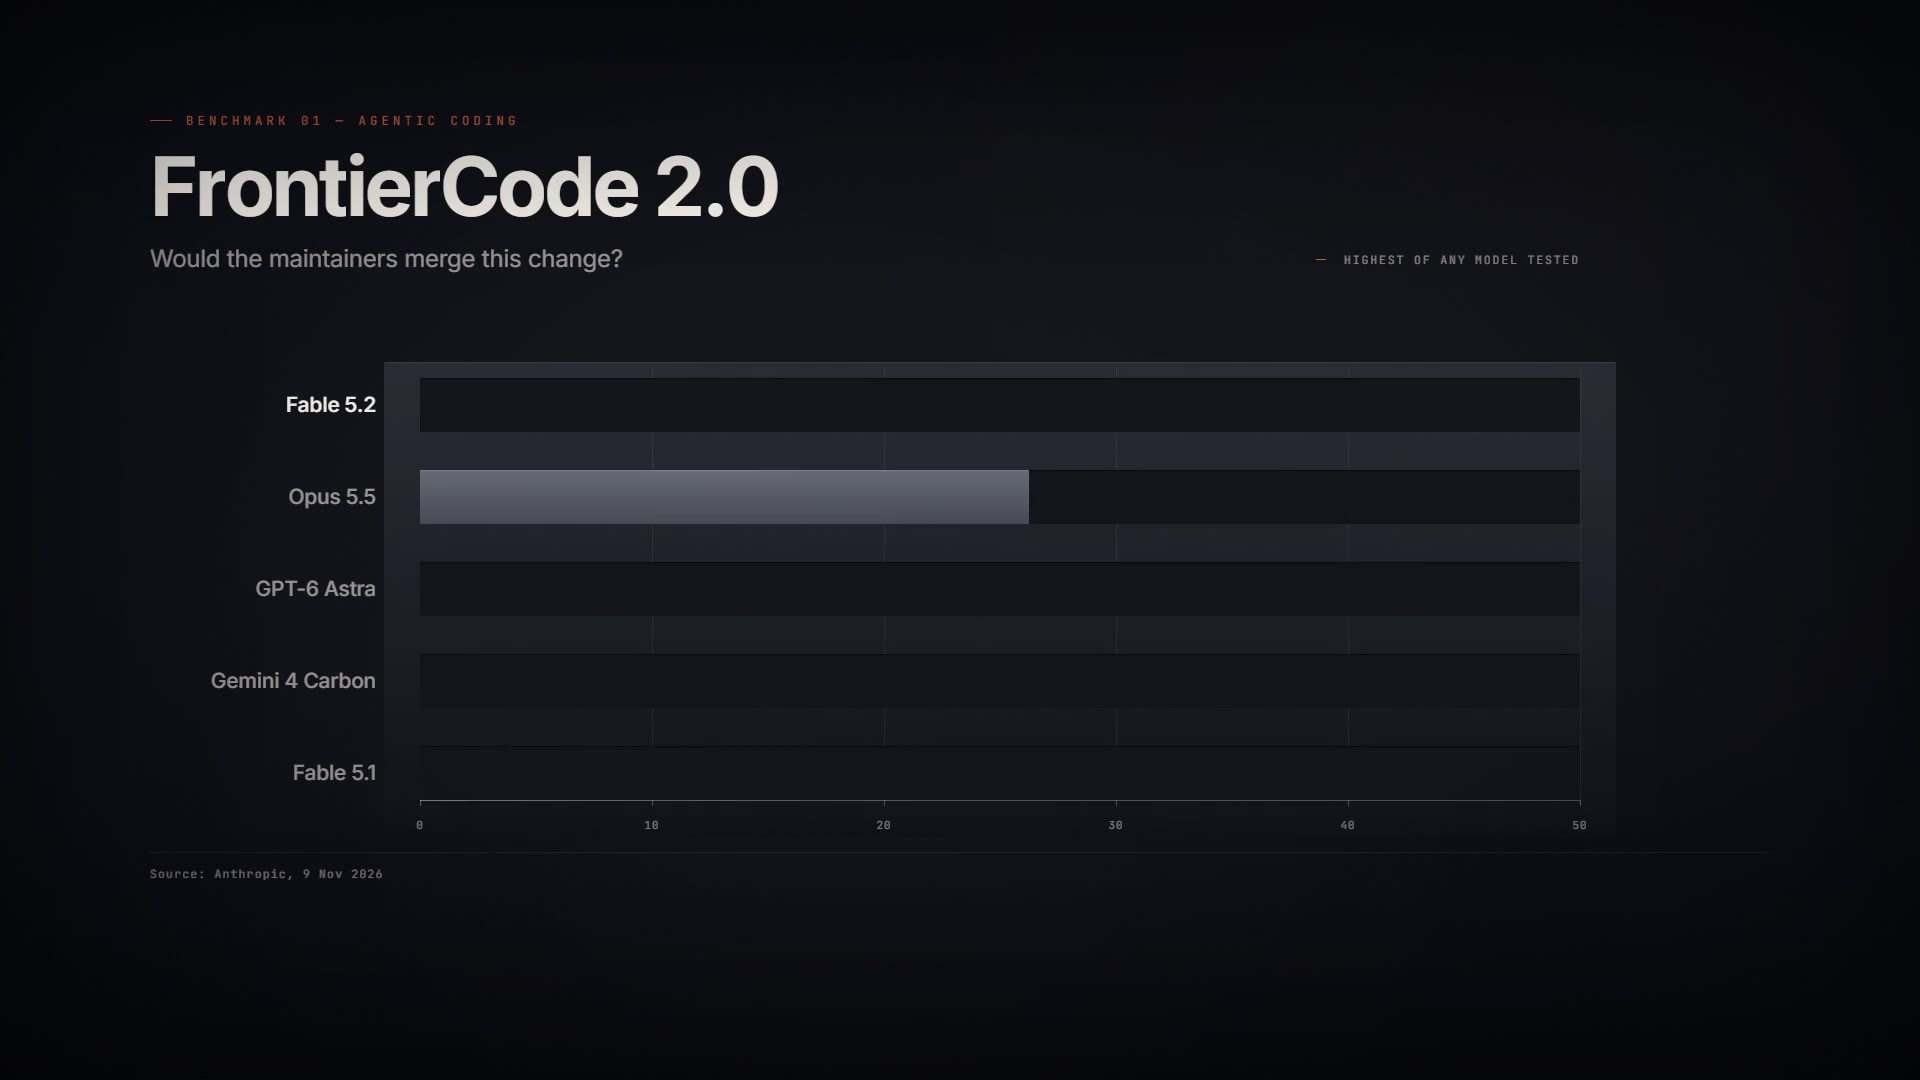 — BENCHMARK 01 — AGENTIC CODING
FrontierCode 2.0
Would the maintainers merge this change?
— HIGHEST OF ANY MODEL TESTED
Fable 5.2
Opus 5.5
GPT-6 Astra
Gemini 4 Carbon
Fable 5.1
0 10 20 30 40 50
Source: Anthropic, 9 Nov 2026